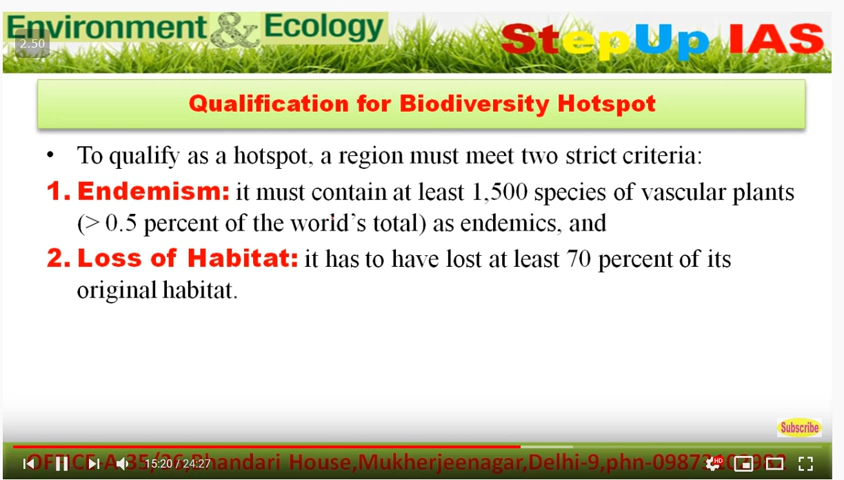 Environment & Ecology
StepUp IAS
2.50
Qualification for Biodiversity Hotspot
• To qualify as a hotspot, a region must meet two strict criteria:
1. Endemism: it must contain at least 1,500 species of vascular plants
(> 0.5 percent of the world's total) as endemics, and
2. Loss of Habitat: it has to have lost at least 70 percent of its
original habitat.
Subscribe
OFFICE-A-35/36,Bhandari House,Mukherjeenagar,Delhi-9,phn-09873
15:20 / 24:27
HD